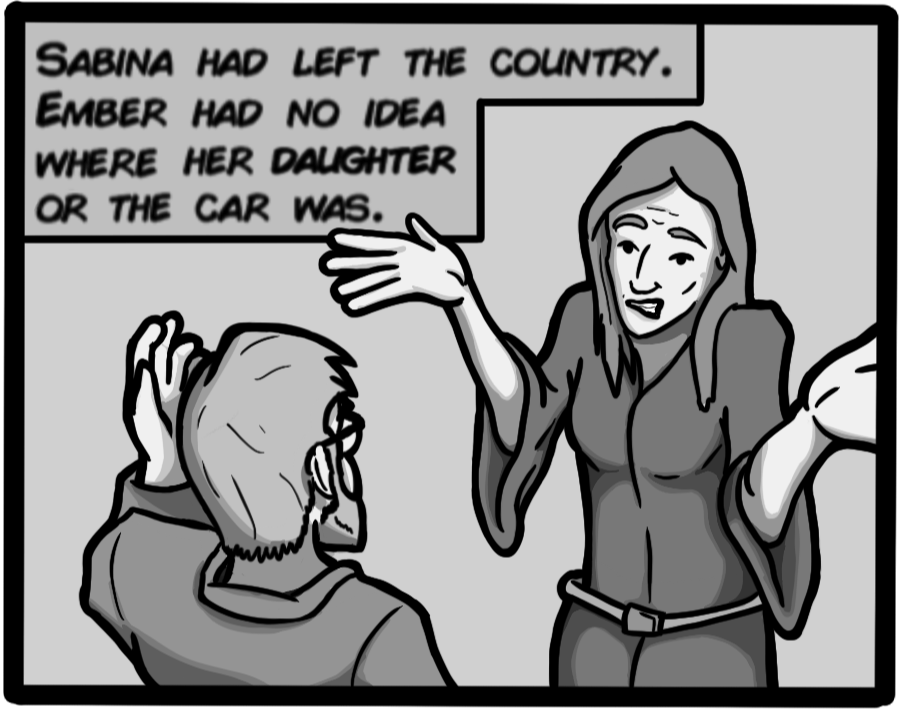 SABINA HAD LEFT THE COUNTRY.
EMBER HAD NO IDEA
WHERE HER DAUGHTER
OR THE CAR WAS.